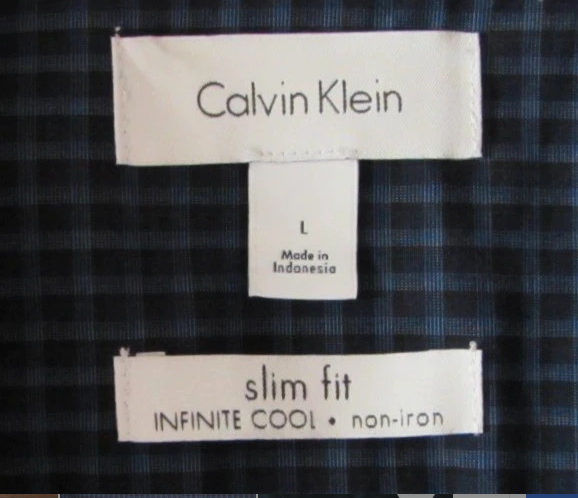 Calvin Klein
L
Made in
Indonesia
slim fit
INFINITE COOL • non-iron